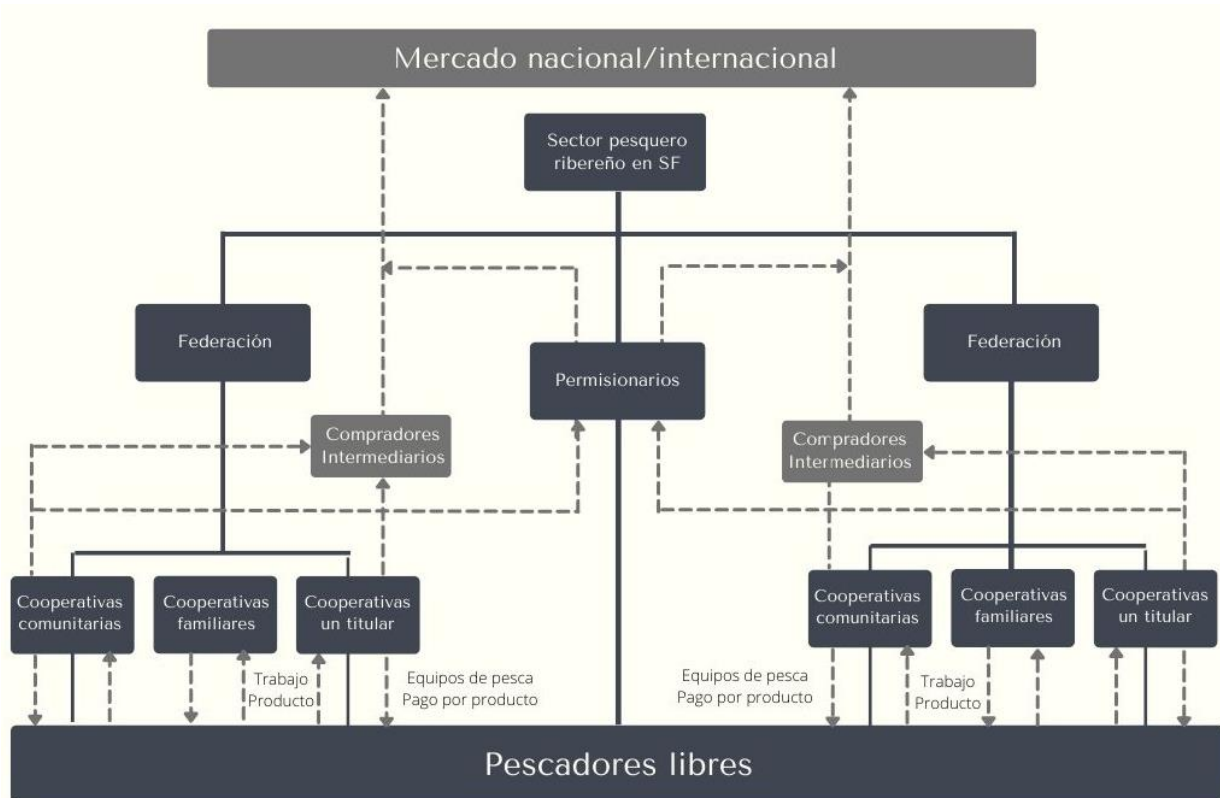 Mercado nacional/internacional
Sector pesquero
ribereño en SF
Federación
Permisionarios
Federación
Compradores
Intermediarios
Compradores
Intermediarios
Cooperativas
comunitarias
Cooperativas
familiares
Cooperativas
un titular
Cooperativas
comunitarias
Cooperativas
familiares
Cooperativas
un titular
Trabajo
Producto
Equipos de pesca
Pago por producto
Equipos de pesca
Pago por producto
Trabajo
Producto
Pescadores libres